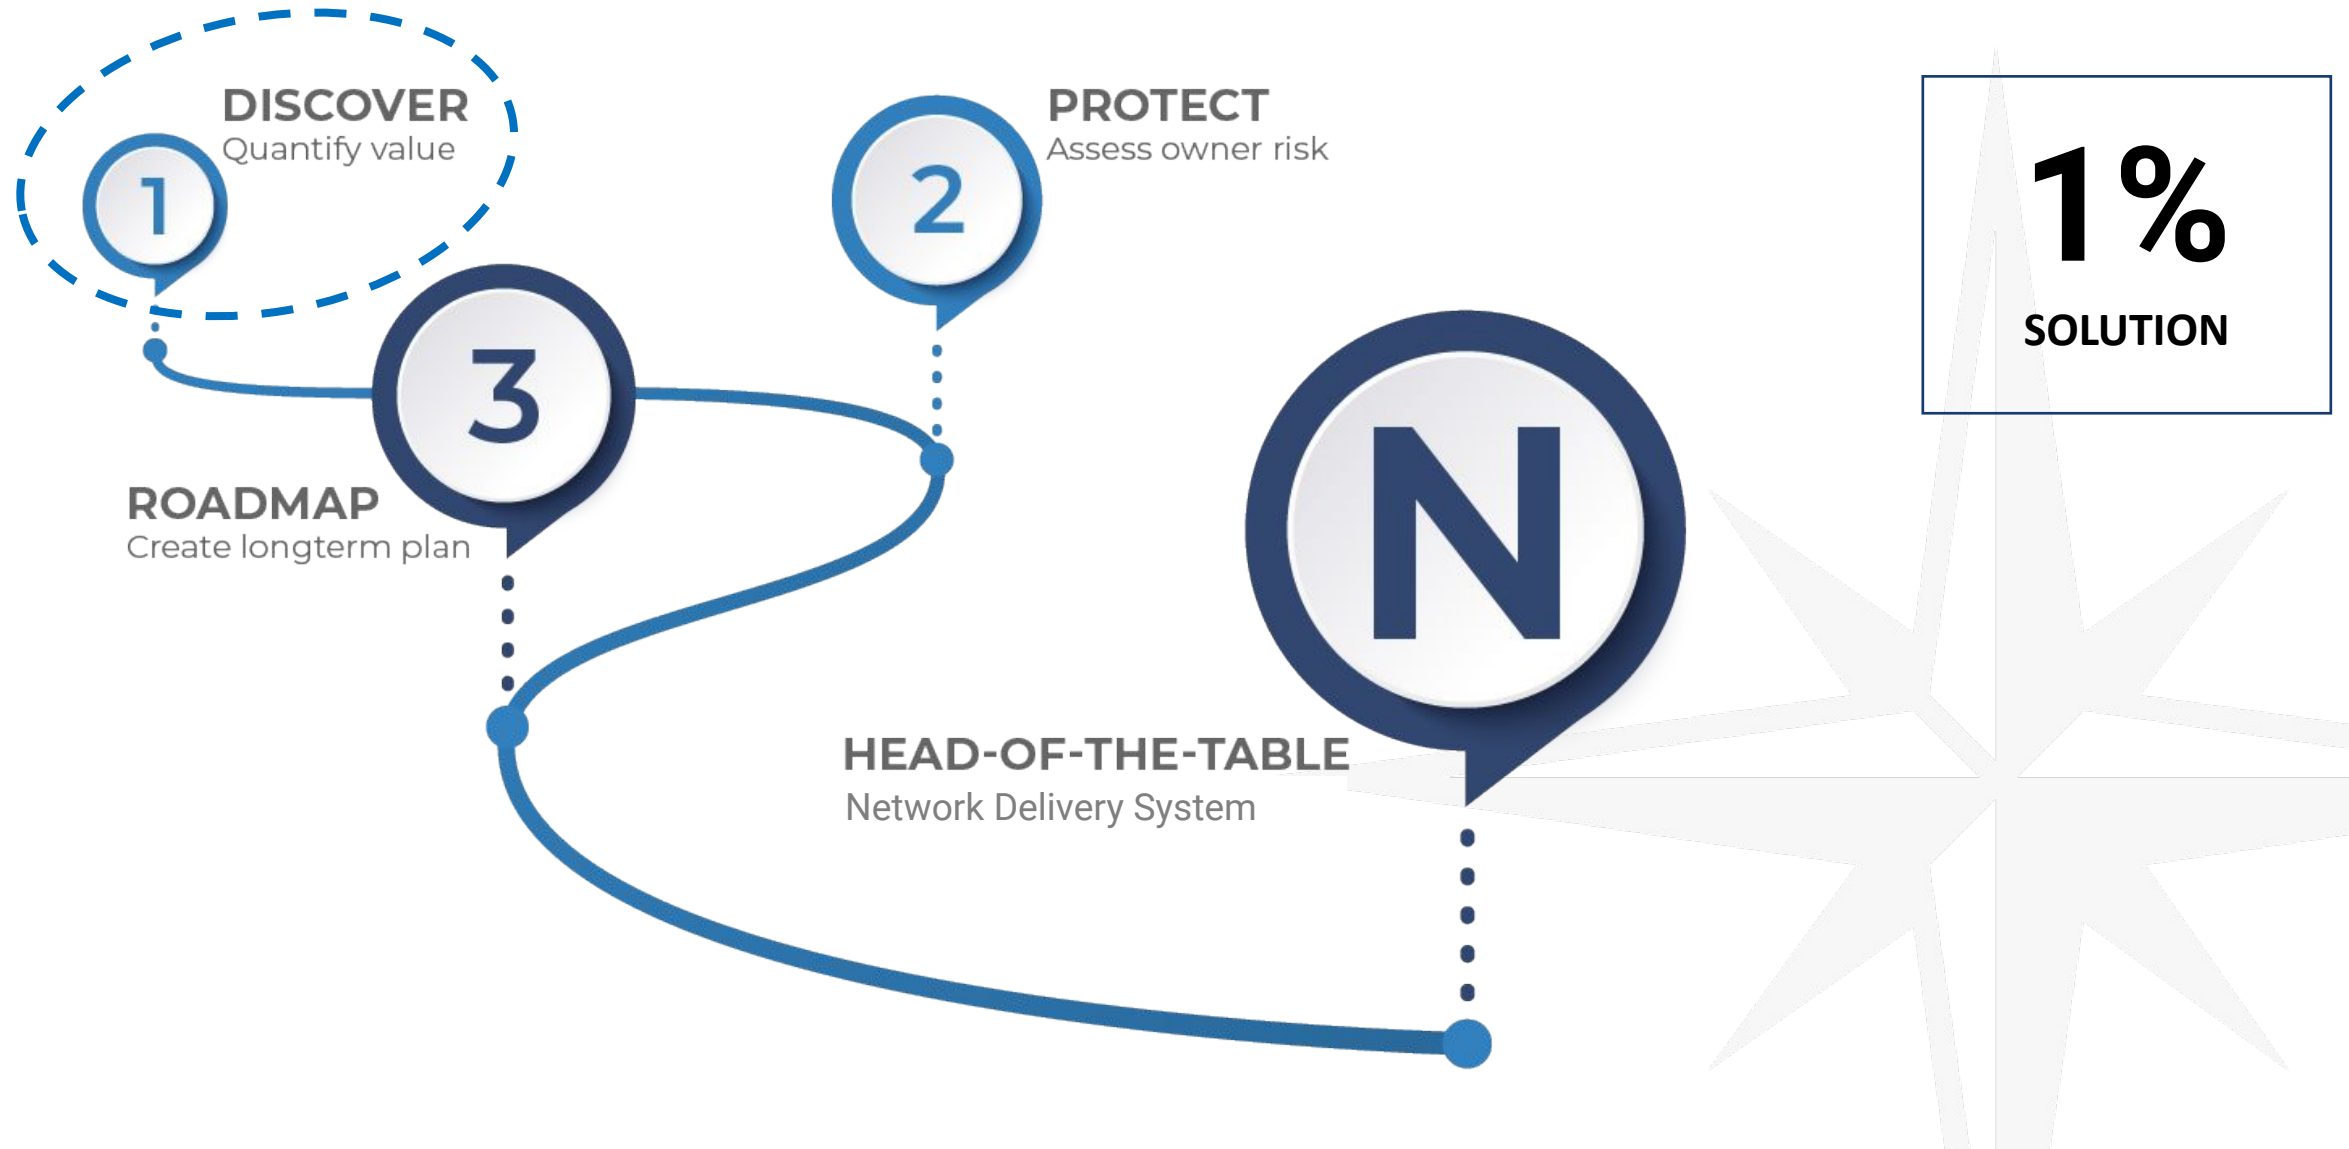 DISCOVER
Quantify value
1
PROTECT
Assess owner risk
2
1%
SOLUTION
3
ROADMAP
Create longterm plan
N
HEAD-OF-THE-TABLE
Network Delivery System